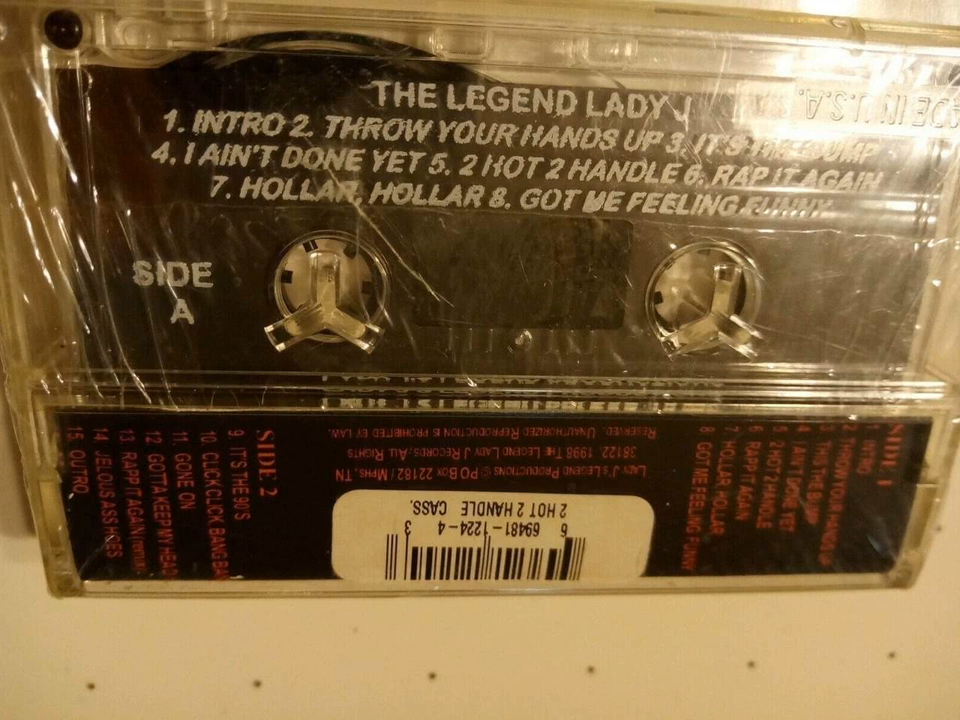 THE LEGEND LADY J
1. INTRO 2. THROW YOUR HANDS UP 3. IT'S THE BUMP
4. I AIN'T DONE YET 5. 2 HOT 2 HANDLE 6. RAP IT AGAIN
7. HOLLAR, HOLLAR 8. GOT ME FEELING FUNNY
MADE IN U.S.A.
SIDE
A
SIDE 1
1 INTRO
2 THROW YOUR HANDS UP
3 THIS THE BUMP
4 I AIN'T DONE YET
5 2 HOT 2 HANDLE
6 RAPP IT AGAIN
7 HOLLAR HOLLAR
8 GOT ME FEELING FUNNY
LADY J'S LEGEND PRODUCTIONS © PO BOX 22182 / MPHS, TN
38122 1998 THE LEGEND LADY J RECORDS, ALL RIGHTS
RESERVED. UNAUTHORIZED REPRODUCTION IS PROHIBITED BY LAW.
6 69481-1224-4 3
2 HOT 2 HANDLE CASS.
SIDE 2
9 IT'S THE 80'S
10. CLICK CLICK BANG BA
11 GONE ON
12 GOTTA KEEP MY HEAD
13 RAPP IT AGAIN
14 JELOUS ASS
15 OUTRO